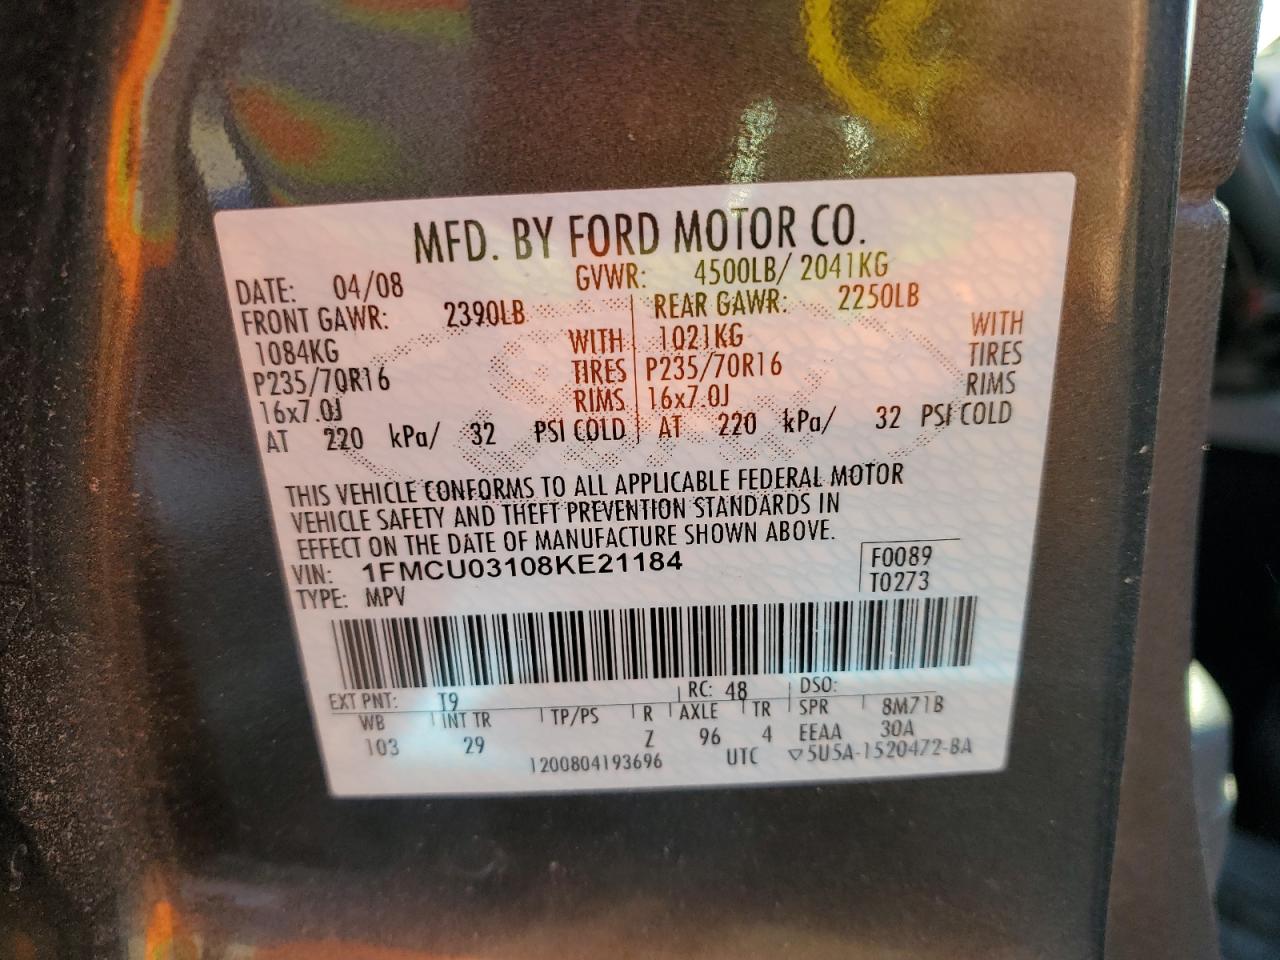 MFD. BY FORD MOTOR CO.
DATE: 04/08 GVWR: 4500LB/ 2041KG
FRONT GAWR: 2390LB REAR GAWR: 2250LB
1084KG WITH 1021KG WITH
P235/70R16 TIRES P235/70R16 TIRES
16x7.0J RIMS 16x7.0J RIMS
AT 220 kPa/ 32 PSI COLD AT 220 kPa/ 32 PSI COLD
THIS VEHICLE CONFORMS TO ALL APPLICABLE FEDERAL MOTOR
VEHICLE SAFETY AND THEFT PREVENTION STANDARDS IN
EFFECT ON THE DATE OF MANUFACTURE SHOWN ABOVE.
VIN: 1FMCU03108KE21184 F0089
TYPE: MPV T0273
EXT PNT: T9 RC: 48 DSO:
WB INT TR TP/PS R AXLE TR SPR 8M71B
103 29 Z 96 4 EEAA 30A
1200804193696 UTC ▽5U5A-1520472-BA